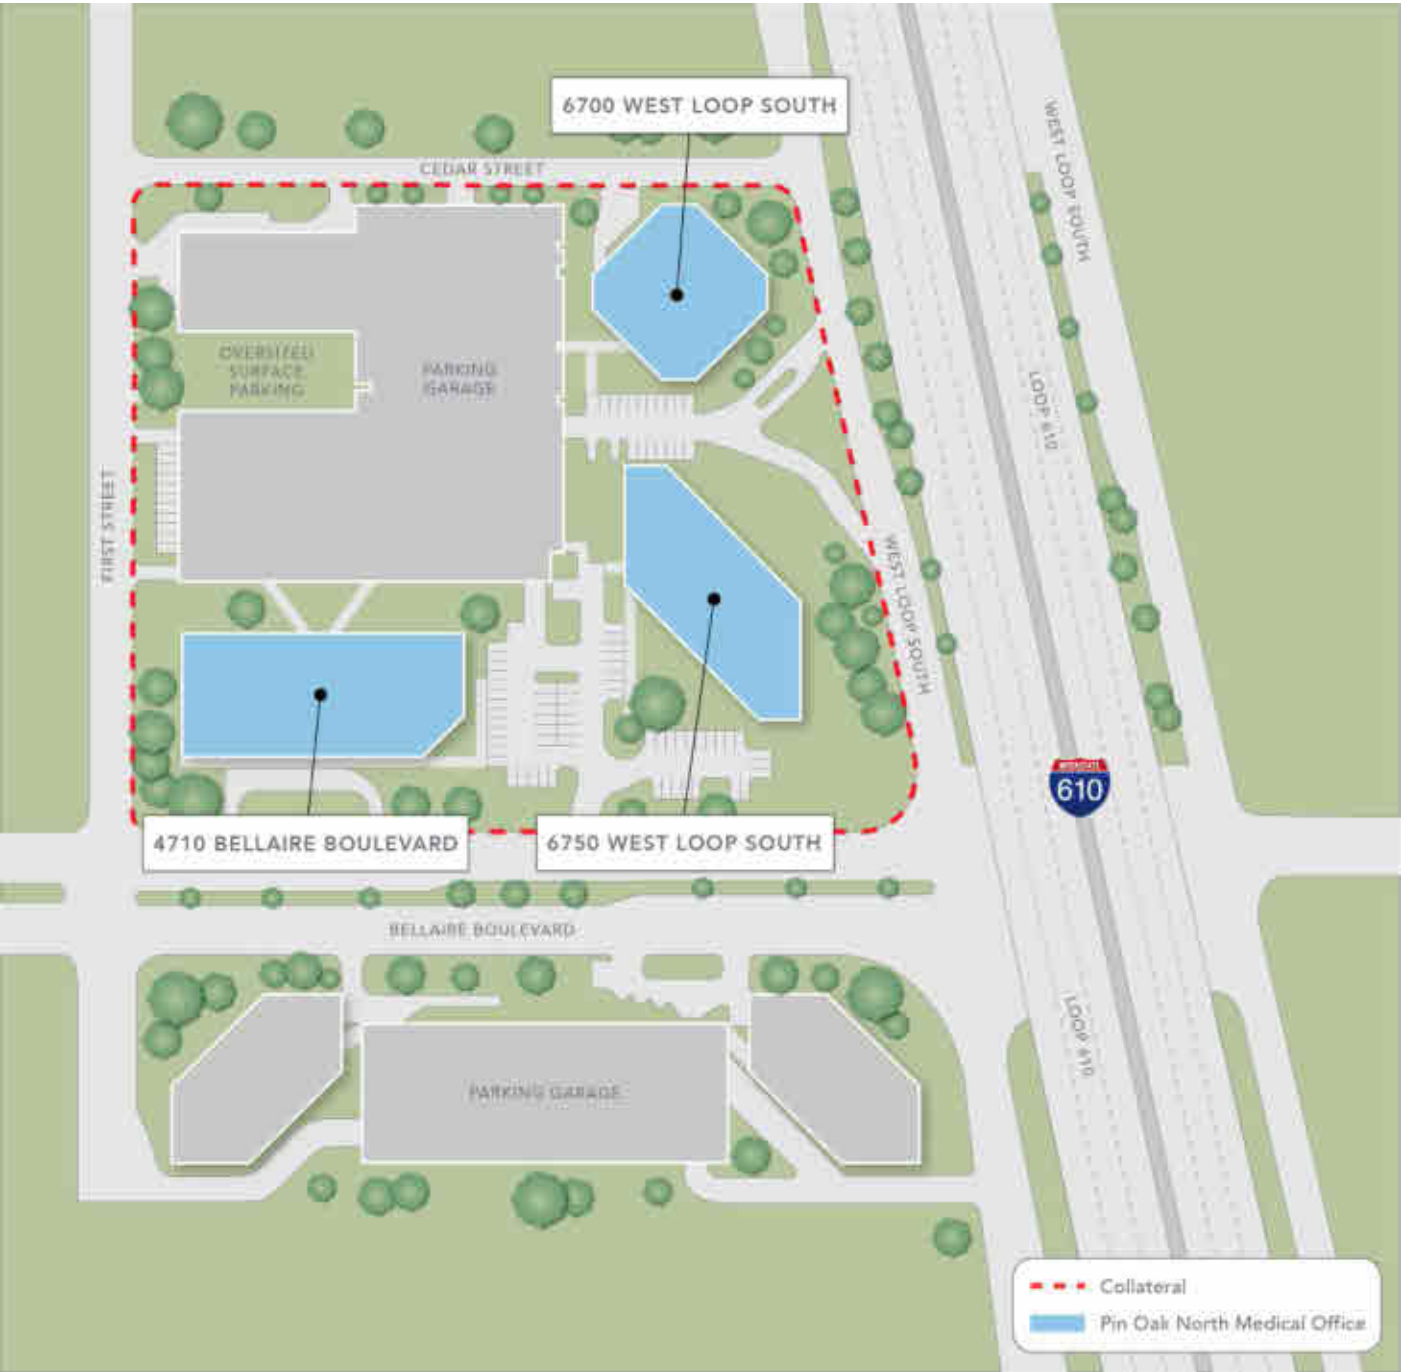 6700 WEST LOOP SOUTH
CEDAR STREET
WEST LOOP SOUTH
OVERSIZED
SURFACE
PARKING
PARKING
GARAGE
LOOP 610
FIRST STREET
WEST LOOP SOUTH
610
4710 BELLAIRE BOULEVARD
6750 WEST LOOP SOUTH
BELLAIRE BOULEVARD
LOOP 610
PARKING GARAGE
Collateral
Pin Oak North Medical Office